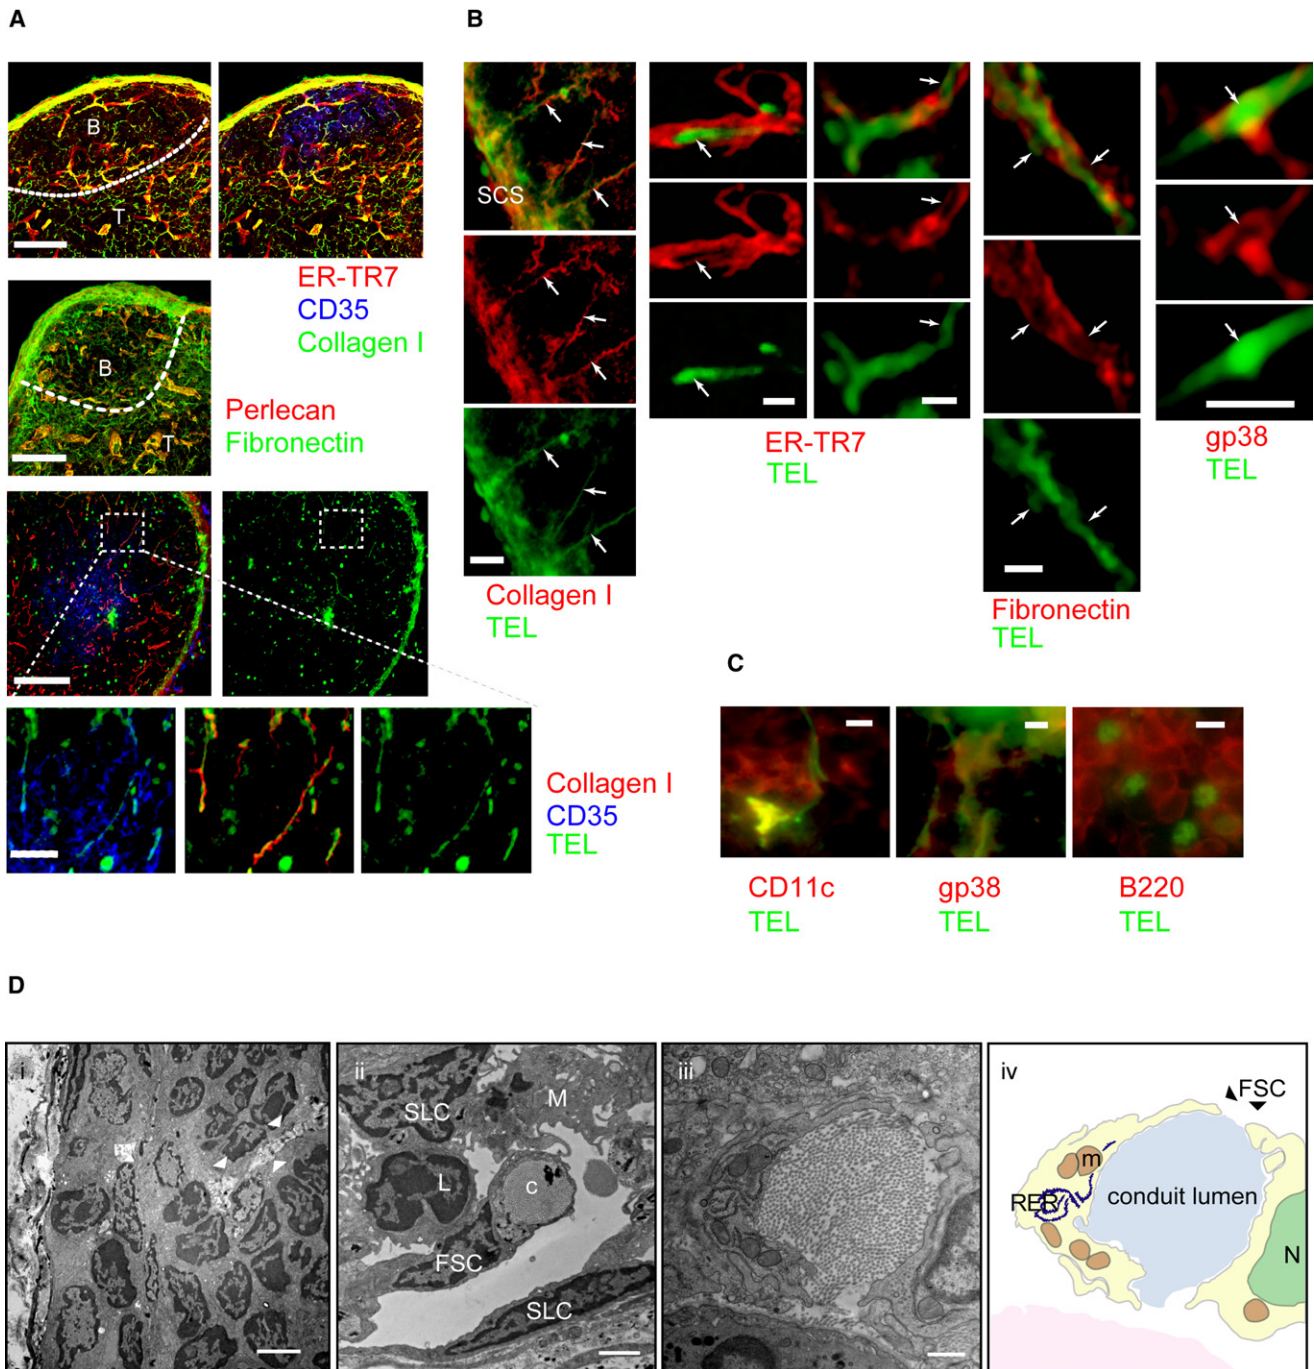 A
B
B
T
ER-TR7
CD35
Collagen I
B
T
Perlecan
Fibronectin
Collagen I
CD35
TEL
SCS
Collagen I
TEL
ER-TR7
TEL
Fibronectin
TEL
gp38
TEL
C
CD11c
TEL
gp38
TEL
B220
TEL
D
i
ii
SLC
M
L
c
FSC
SLC
iii
iv
FSC
m
RER
conduit lumen
N